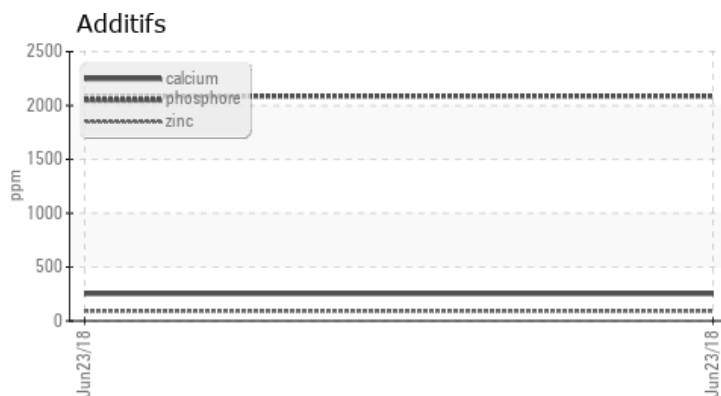 Additifs
2500
calcium
2000
phosphore
zinc
1500
ppm
1000
500
0
Jun23/18
Jun23/18